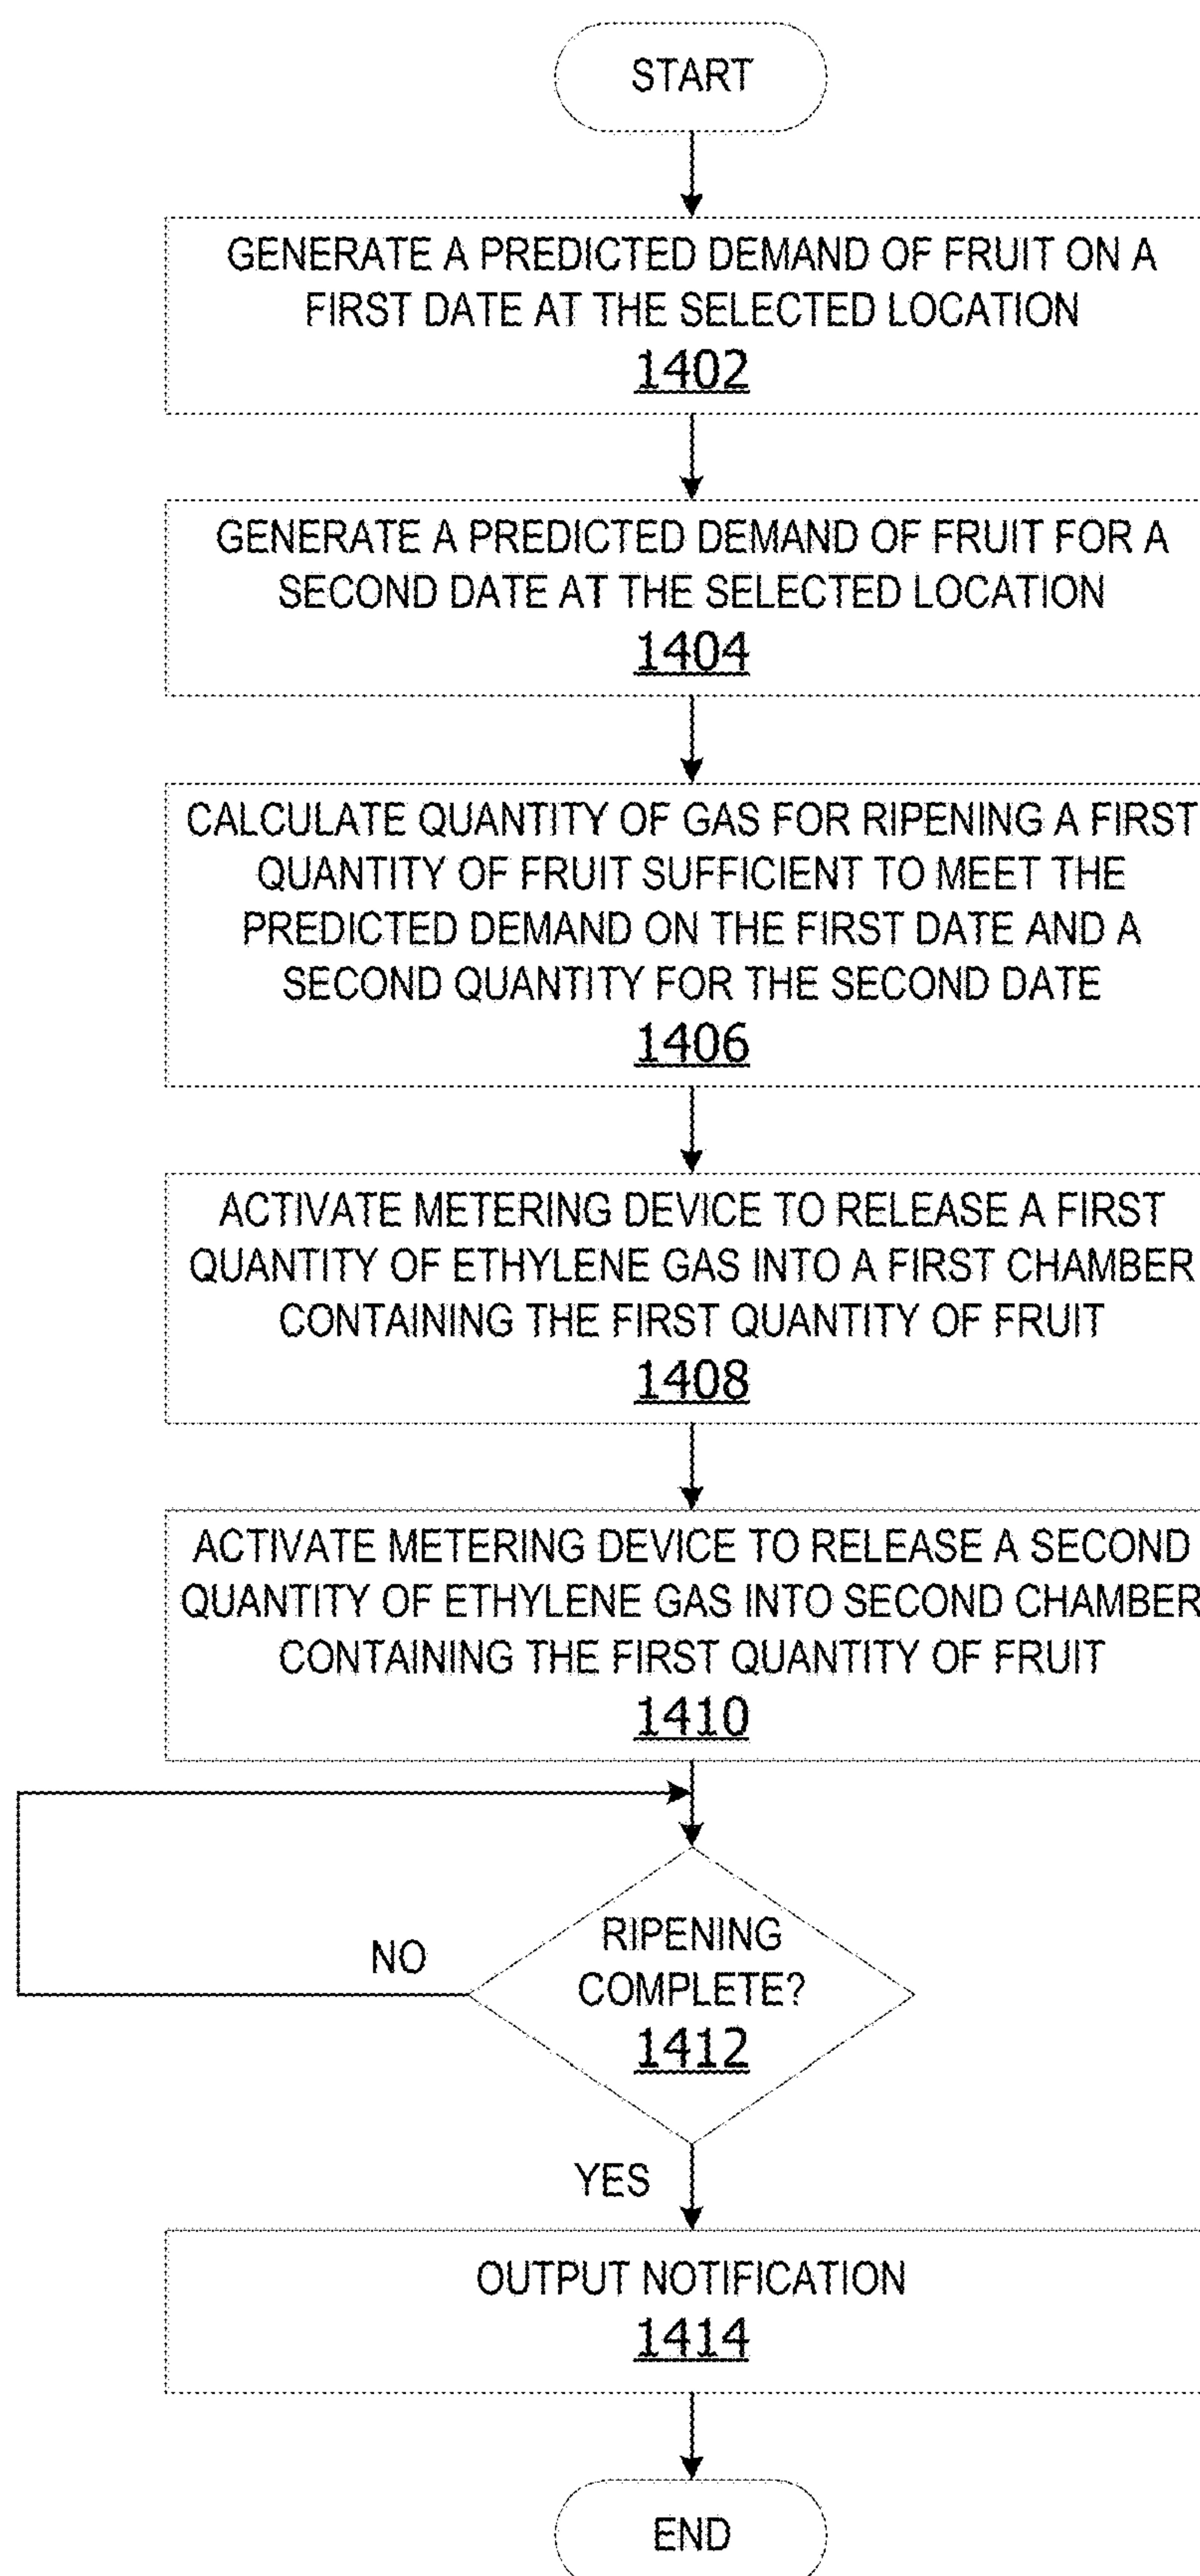 START
GENERATE A PREDICTED DEMAND OF FRUIT ON A
FIRST DATE AT THE SELECTED LOCATION
1402
GENERATE A PREDICTED DEMAND OF FRUIT FOR A
SECOND DATE AT THE SELECTED LOCATION
1404
CALCULATE QUANTITY OF GAS FOR RIPENING A FIRST
QUANTITY OF FRUIT SUFFICIENT TO MEET THE
PREDICTED DEMAND ON THE FIRST DATE AND A
SECOND QUANTITY FOR THE SECOND DATE
1406
ACTIVATE METERING DEVICE TO RELEASE A FIRST
QUANTITY OF ETHYLENE GAS INTO A FIRST CHAMBER
CONTAINING THE FIRST QUANTITY OF FRUIT
1408
ACTIVATE METERING DEVICE TO RELEASE A SECOND
QUANTITY OF ETHYLENE GAS INTO SECOND CHAMBER
CONTAINING THE FIRST QUANTITY OF FRUIT
1410
NO
RIPENING
COMPLETE?
1412
YES
OUTPUT NOTIFICATION
1414
END